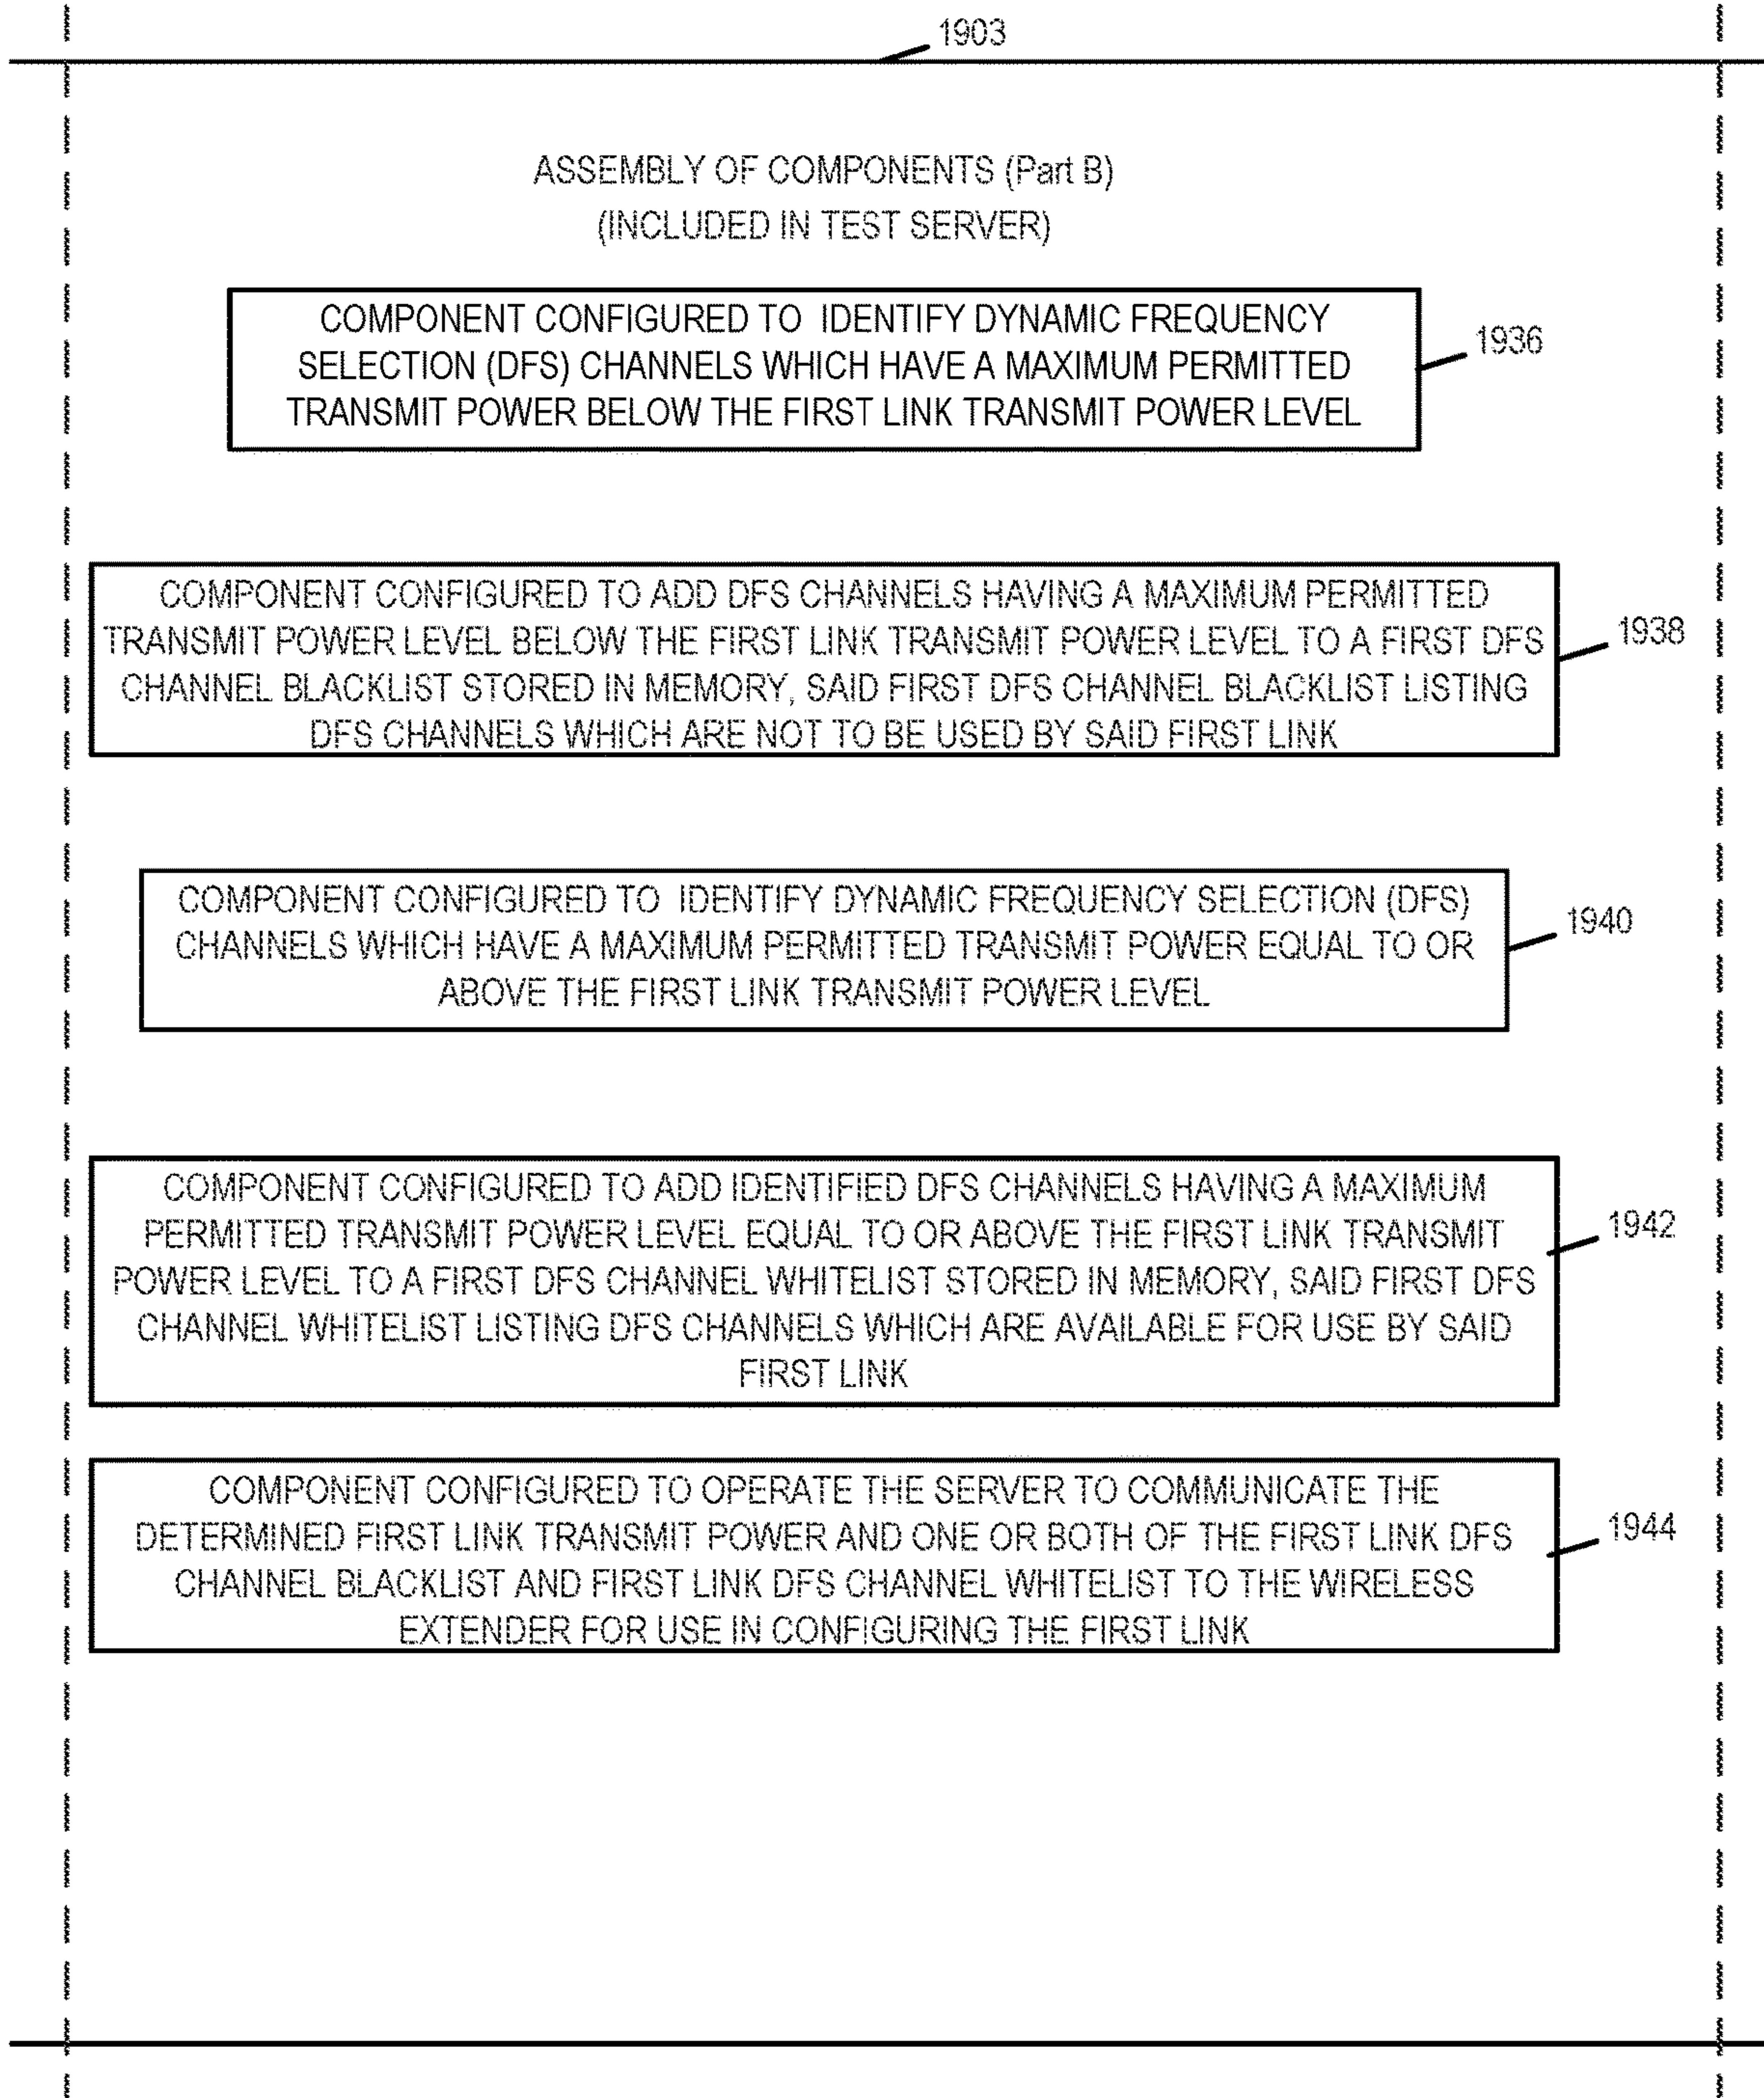 1903
ASSEMBLY OF COMPONENTS (Part B)
(INCLUDED IN TEST SERVER)
COMPONENT CONFIGURED TO IDENTIFY DYNAMIC FREQUENCY
SELECTION (DFS) CHANNELS WHICH HAVE A MAXIMUM PERMITTED
TRANSMIT POWER BELOW THE FIRST LINK TRANSMIT POWER LEVEL
1936
COMPONENT CONFIGURED TO ADD DFS CHANNELS HAVING A MAXIMUM PERMITTED
TRANSMIT POWER LEVEL BELOW THE FIRST LINK TRANSMIT POWER LEVEL TO A FIRST DFS
CHANNEL BLACKLIST STORED IN MEMORY, SAID FIRST DFS CHANNEL BLACKLIST LISTING
DFS CHANNELS WHICH ARE NOT TO BE USED BY SAID FIRST LINK
1938
COMPONENT CONFIGURED TO IDENTIFY DYNAMIC FREQUENCY SELECTION (DFS)
CHANNELS WHICH HAVE A MAXIMUM PERMITTED TRANSMIT POWER EQUAL TO OR
ABOVE THE FIRST LINK TRANSMIT POWER LEVEL
1940
COMPONENT CONFIGURED TO ADD IDENTIFIED DFS CHANNELS HAVING A MAXIMUM
PERMITTED TRANSMIT POWER LEVEL EQUAL TO OR ABOVE THE FIRST LINK TRANSMIT
POWER LEVEL TO A FIRST DFS CHANNEL WHITELIST STORED IN MEMORY, SAID FIRST DFS
CHANNEL WHITELIST LISTING DFS CHANNELS WHICH ARE AVAILABLE FOR USE BY SAID
FIRST LINK
1942
COMPONENT CONFIGURED TO OPERATE THE SERVER TO COMMUNICATE THE
DETERMINED FIRST LINK TRANSMIT POWER AND ONE OR BOTH OF THE FIRST LINK DFS
CHANNEL BLACKLIST AND FIRST LINK DFS CHANNEL WHITELIST TO THE WIRELESS
EXTENDER FOR USE IN CONFIGURING THE FIRST LINK
1944